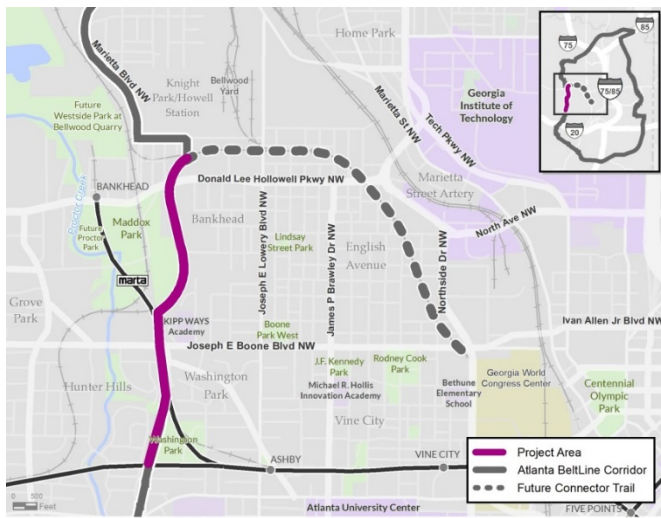 Marietta Blvd NW
Future
Westside Park at
Bellwood Quarry
Knight
Park/Howell
Station
Bellwood
Yard
Home Park
Marietta St NW
Tech Pkwy NW
Georgia
Institute of
Technology
85
75
75/85
20
Proctor Creek
BANKHEAD
Future
Proctor
Park
Maddox
Park
marta
Donald Lee Hollowell Pkwy NW
Bankhead
Joseph E Lowery Blvd NW
Lindsay
Street Park
James P Brawley Dr NW
English
Avenue
Northside Dr NW
Marietta
Street Artery
North Ave NW
Grove
Park
KIPP WAYS
Academy
Boone
Park West
Joseph E Boone Blvd NW
Ivan Allen Jr Blvd NW
Hunter Hills
Washington
Park
J.F. Kennedy
Park
Michael R. Hollis
Innovation Academy
Rodney Cook
Park
Bethune
Elementary
School
Georgia World
Congress Center
Centennial
Olympic
Park
Vine City
Washington
Park
ASHBY
VINE CITY
Project Area
Atlanta BeltLine Corridor
Future Connector Trail
0 500
Feet
Atlanta University Center
FIVE POINTS